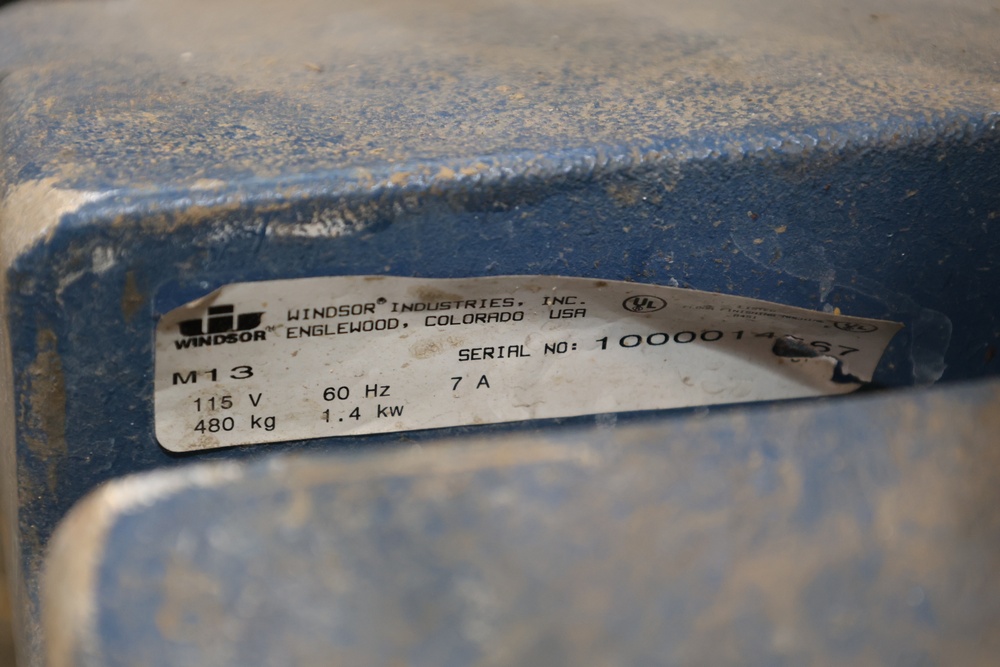 WINDSOR™
WINDSOR® INDUSTRIES, INC.
ENGLEWOOD, COLORADO USA
UL
SERIAL NO:
M13
115 V 60 Hz 7 A
480 kg 1.4 kw